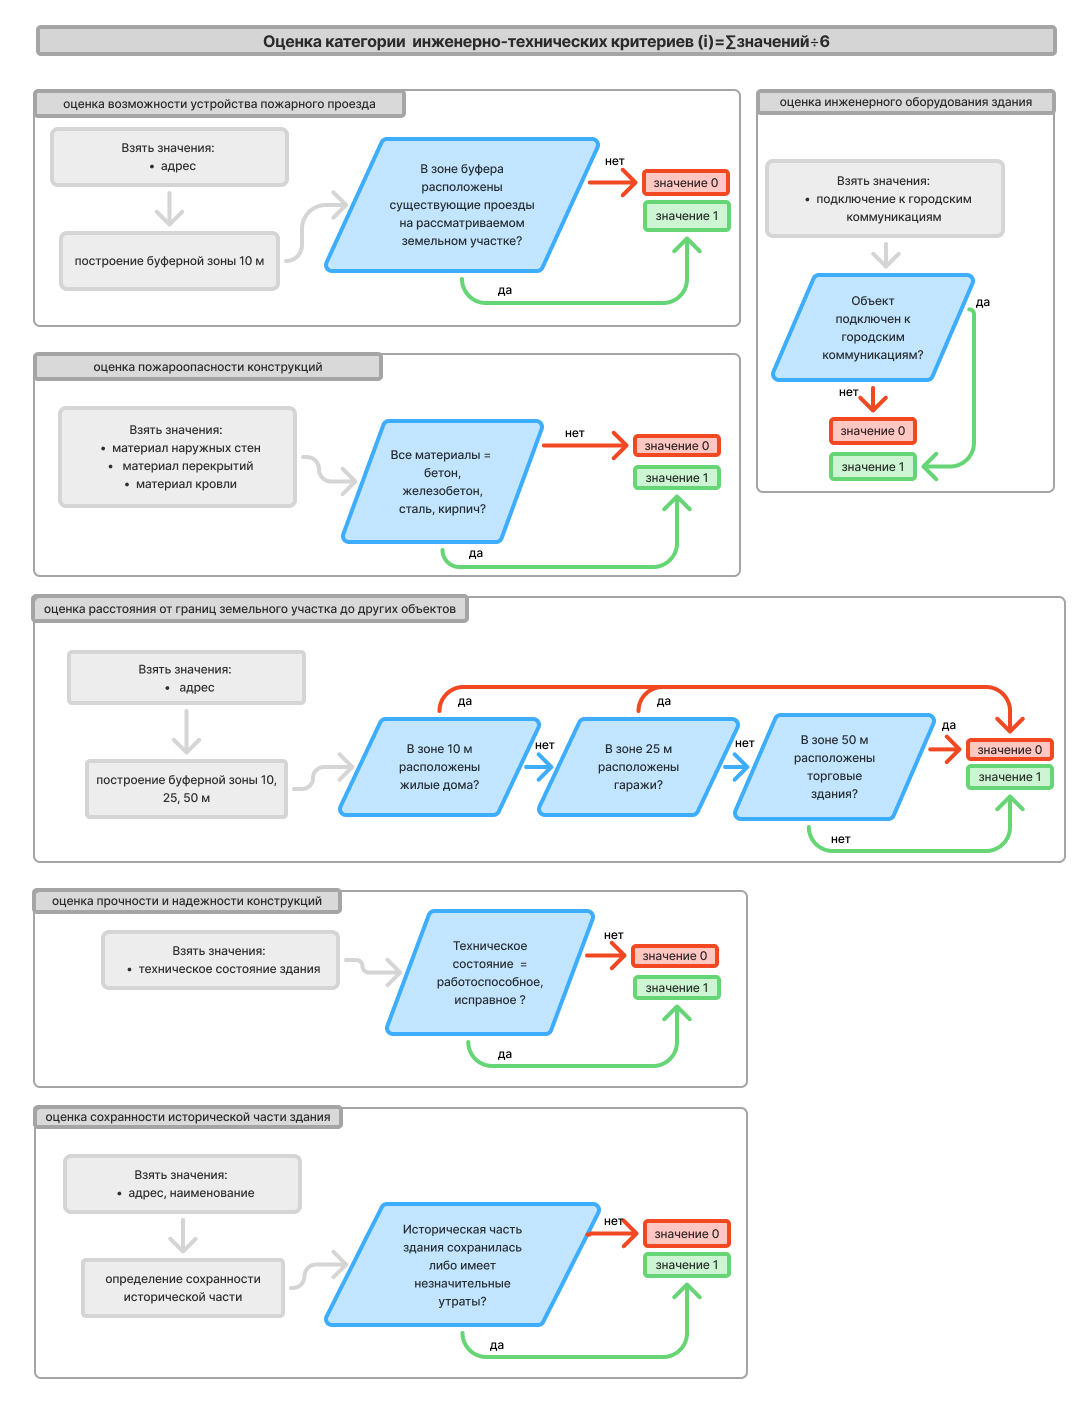 Оценка категории  инженерно-технических критериев (i)=∑значений÷6
оценка возможности устройства пожарного проезда
Взять значения:
• адрес
построение буферной зоны 10 м
В зоне буфера
расположены
существующие проезды
на рассматриваемом
земельном участке?
нет
значение 0
значение 1
да
оценка инженерного оборудования здания
Взять значения:
• подключение к городским
коммуникациям
Объект
подключен к
городским
коммуникациям?
да
нет
значение 0
значение 1
оценка пожароопасности конструкций
Взять значения:
• материал наружных стен
• материал перекрытий
• материал кровли
Все материалы =
бетон,
железобетон,
сталь, кирпич?
нет
значение 0
значение 1
да
оценка расстояния от границ земельного участка до других объектов
Взять значения:
• адрес
построение буферной зоны 10,
25, 50 м
да
В зоне 10 м
расположены
жилые дома?
нет
да
В зоне 25 м
расположены
гаражи?
нет
В зоне 50 м
расположены
торговые
здания?
да
значение 0
значение 1
нет
оценка прочности и надежности конструкций
Взять значения:
• техническое состояние здания
Техническое
состояние  =
работоспособное,
исправное ?
нет
значение 0
значение 1
да
оценка сохранности исторической части здания
Взять значения:
• адрес, наименование
определение сохранности
исторической части
Историческая часть
здания сохранилась
либо имеет
незначительные
утраты?
нет
значение 0
значение 1
да